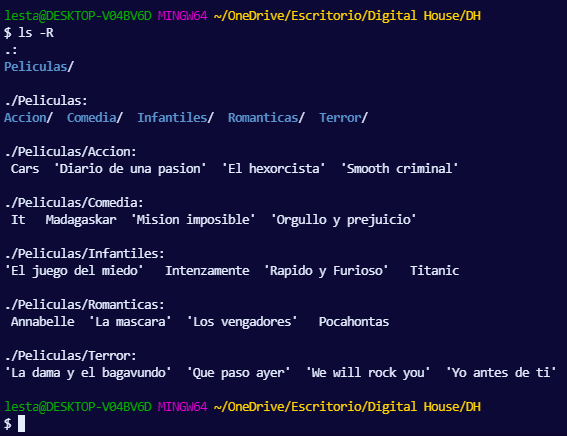 lesta@DESKTOP-V04BV6D MINGW64 ~/OneDrive/Escritorio/Digital House/DH
$ ls -R
.:
Peliculas/
./Peliculas:
Accion/  Comedia/  Infantiles/  Romanticas/  Terror/
./Peliculas/Accion:
 Cars  'Diario de una pasion'  'El hexorcista'  'Smooth criminal'
./Peliculas/Comedia:
 It   Madagaskar  'Mision imposible'  'Orgullo y prejuicio'
./Peliculas/Infantiles:
'El juego del miedo'   Intenzamente  'Rapido y Furioso'   Titanic
./Peliculas/Romanticas:
 Annabelle  'La mascara'  'Los vengadores'   Pocahontas
./Peliculas/Terror:
'La dama y el bagavundo'  'Que paso ayer'  'We will rock you'  'Yo antes de ti'
lesta@DESKTOP-V04BV6D MINGW64 ~/OneDrive/Escritorio/Digital House/DH
$